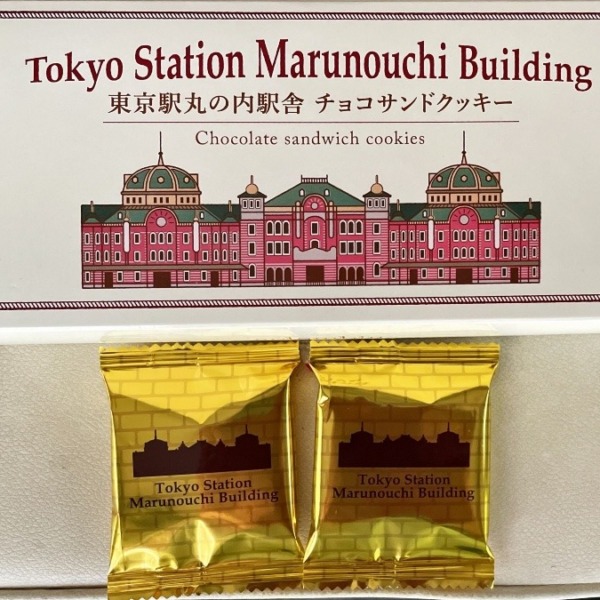 Tokyo Station Marunouchi Building
東京駅丸の内駅舎 チョコサンドクッキー
Chocolate sandwich cookies
Tokyo Station
Marunouchi Building
Tokyo Station
Marunouchi Building